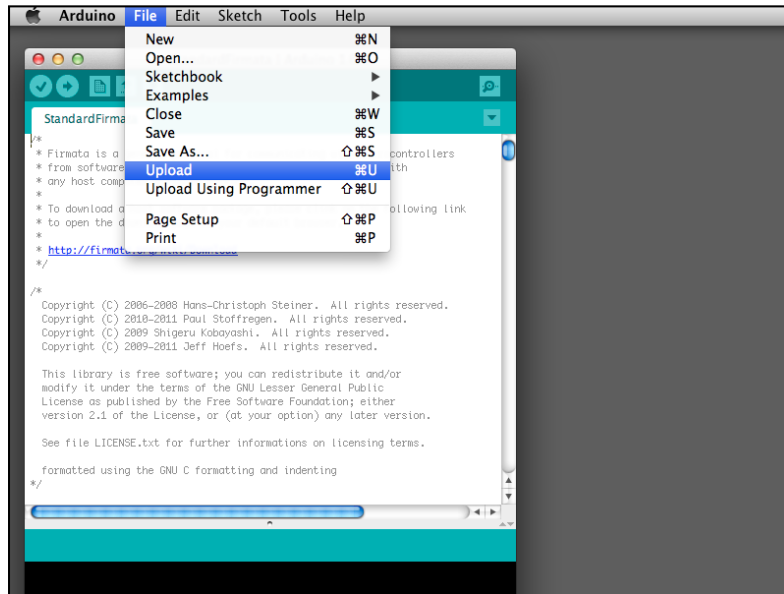 Arduino File Edit Sketch Tools Help
New ⌘N
Open... ⌘O
Sketchbook ▶
Examples ▶
Close ⌘W
Save ⌘S
Save As... ⇧⌘S
Upload ⌘U
Upload Using Programmer ⇧⌘U
Page Setup ⇧⌘P
Print ⌘P
StandardFirma
/*
* Firmata is a controllers
* from software ith
* any host comp
*
* To download a ollowing link
* to open the d
*
* http://firmat
*/
/*
Copyright (C) 2006-2008 Hans-Christoph Steiner. All rights reserved.
Copyright (C) 2010-2011 Paul Stoffregen. All rights reserved.
Copyright (C) 2009 Shigeru Kobayashi. All rights reserved.
Copyright (C) 2009-2011 Jeff Hoefs. All rights reserved.
This library is free software; you can redistribute it and/or
modify it under the terms of the GNU Lesser General Public
License as published by the Free Software Foundation; either
version 2.1 of the License, or (at your option) any later version.
See file LICENSE.txt for further informations on licensing terms.
formatted using the GNU C formatting and indenting
*/